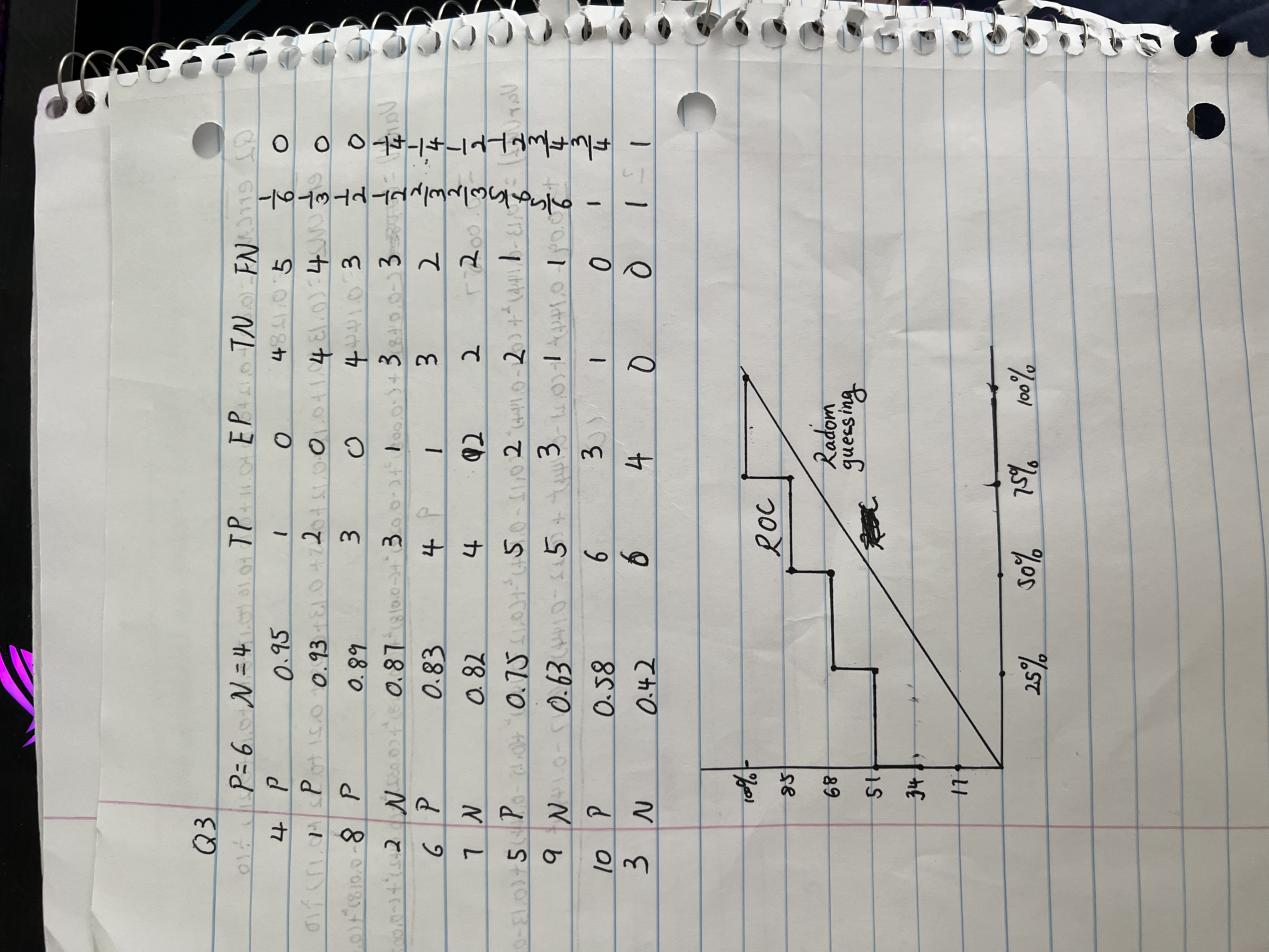 Q3
P=6 N=4 TP FP TN FN
4 P 0.95 1 0 4 5 1/6 0
1 P 0.93 2 0 4 4 1/3 0
8 P 0.89 3 0 4 3 1/2 0
2 N 0.87 3 1 3 3 1/2 1/4
6 P 0.83 4 1 3 2 2/3 1/4
7 N 0.82 4 2 2 2 2/3 1/2
5 P 0.75 5 2 2 1 5/6 1/2
9 N 0.63 5 3 1 1 5/6 3/4
10 P 0.58 6 3 1 0 1 3/4
3 N 0.42 6 4 0 0 1 1
100%
85
68
51
34
17
ROC
Radom
guessing
25% 50% 75% 100%